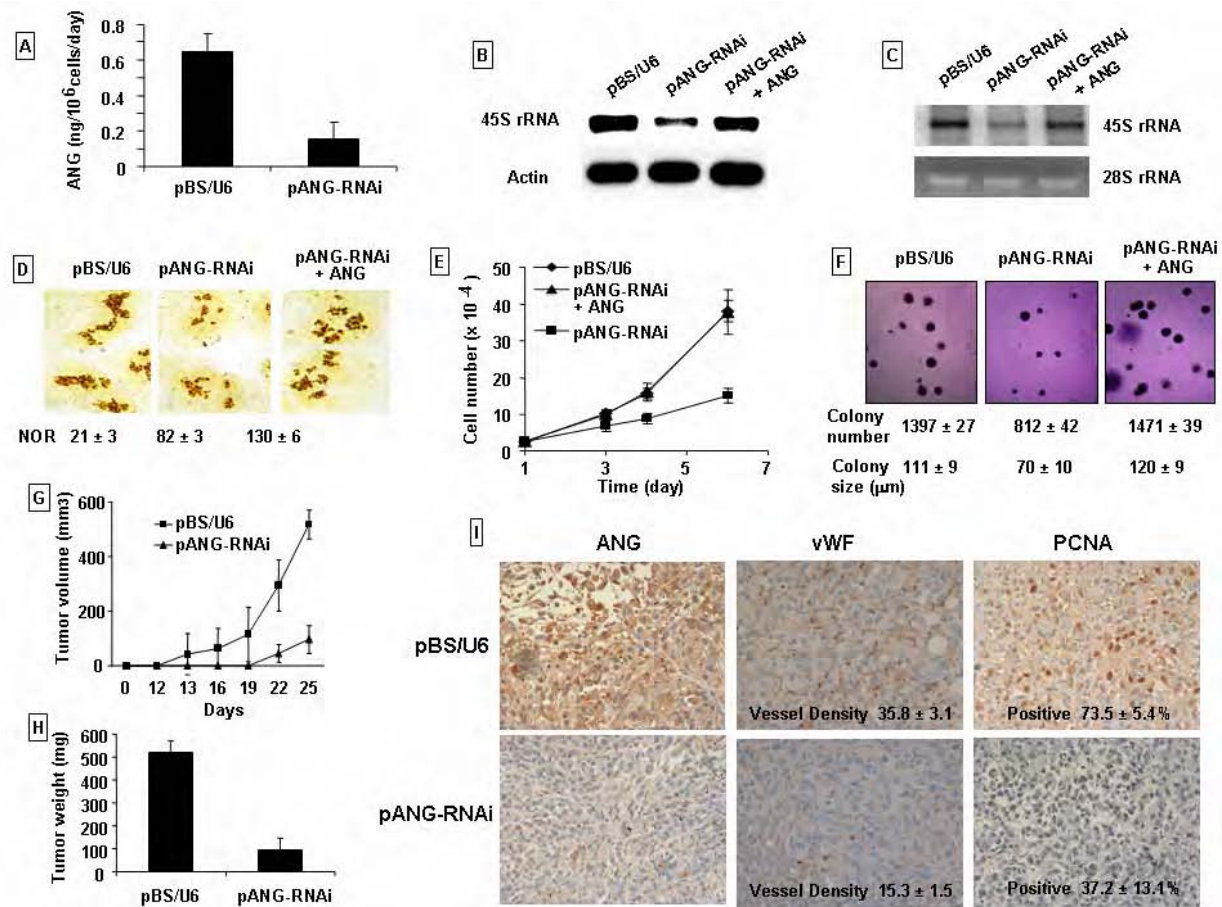 A
ANG (ng/10⁶cells/day)
0.8
0.6
0.4
0.2
0
pBS/U6
pANG-RNAi
B
pBS/U6
pANG-RNAi
pANG-RNAi
+ ANG
45S rRNA
Actin
C
pBS/U6
pANG-RNAi
pANG-RNAi
+ ANG
45S rRNA
28S rRNA
D
pBS/U6
pANG-RNAi
pANG-RNAi
+ ANG
NOR 21 ± 3 82 ± 3 130 ± 6
E
Cell number (× 10⁻⁴)
50
40
30
20
10
0
pBS/U6
pANG-RNAi
+ ANG
pANG-RNAi
1 3 5 7
Time (day)
F
pBS/U6
pANG-RNAi
pANG-RNAi
+ ANG
Colony
number
1397 ± 27 812 ± 42 1471 ± 39
Colony
size (µm)
111 ± 9 70 ± 10 120 ± 9
G
Tumor volume (mm³)
600
400
200
0
pBS/U6
pANG-RNAi
0 12 13 16 19 22 25
Days
H
Tumor weight (mg)
600
500
400
300
200
100
0
pBS/U6
pANG-RNAi
I
ANG
vWF
PCNA
pBS/U6
Vessel Density 35.8 ± 3.1
Positive 73.5 ± 5.4%
pANG-RNAi
Vessel Density 15.3 ± 1.5
Positive 37.2 ± 13.1%